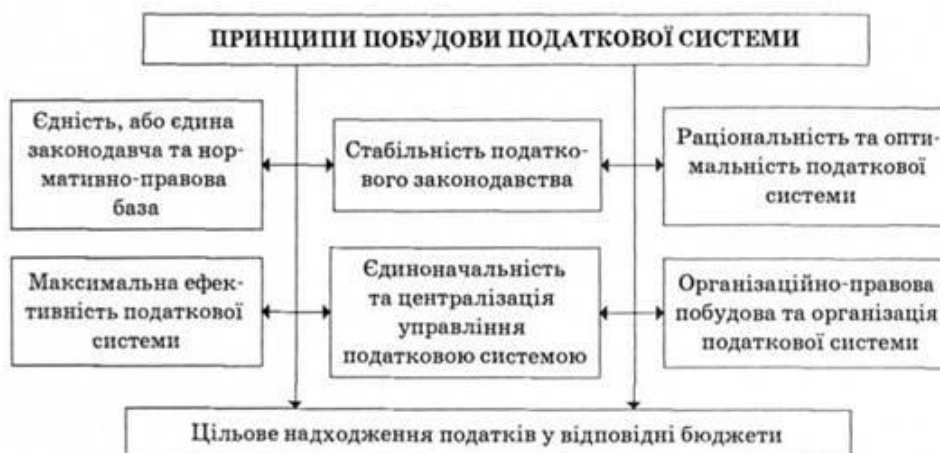 ПРИНЦИПИ ПОБУДОВИ ПОДАТКОВОЇ СИСТЕМИ
Єдність, або єдина
законодавча та нор-
мативно-правова
база
Стабільність податко-
вого законодавства
Раціональність та опти-
мальність податкової
системи
Максимальна ефек-
тивність податкової
системи
Єдиноначальність
та централізація
управління
податковою системою
Організаційно-правова
побудова та організація
податкової системи
Цільове надходження податків у відповідні бюджети